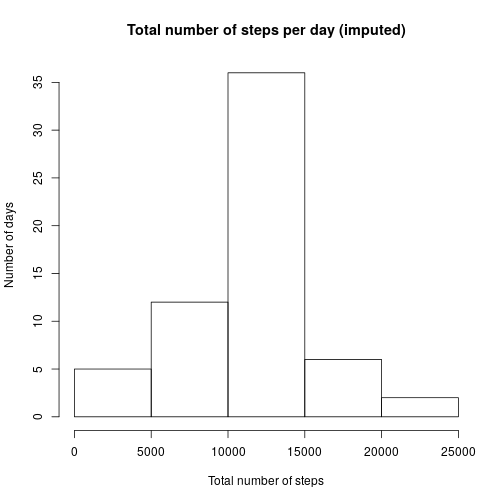 Total number of steps per day (imputed)
Number of days
35
30
25
20
15
10
5
0
0 5000 10000 15000 20000 25000
Total number of steps